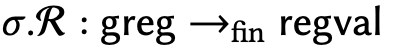 σ.𝓡 : greg →fin regval